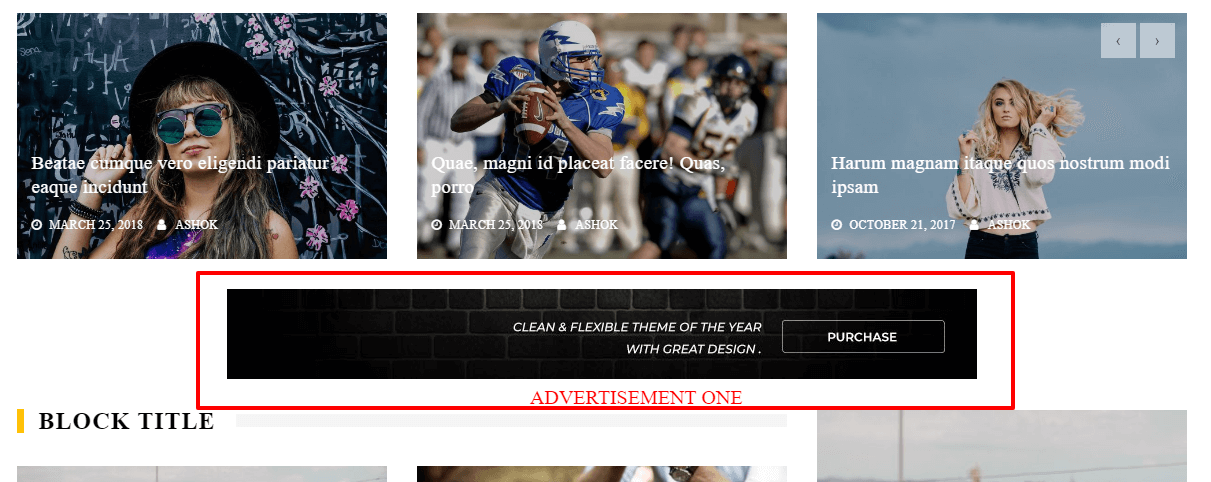 Beatae cumque vero eligendi pariatur
eaque incidunt
MARCH 25, 2018 ASHOK
Quae, magni id placeat facere! Quas,
porro
MARCH 25, 2018 ASHOK
‹ ›
Harum magnam itaque quos nostrum modi
ipsam
OCTOBER 21, 2017 ASHOK
CLEAN & FLEXIBLE THEME OF THE YEAR
WITH GREAT DESIGN .
PURCHASE
ADVERTISEMENT ONE
BLOCK TITLE